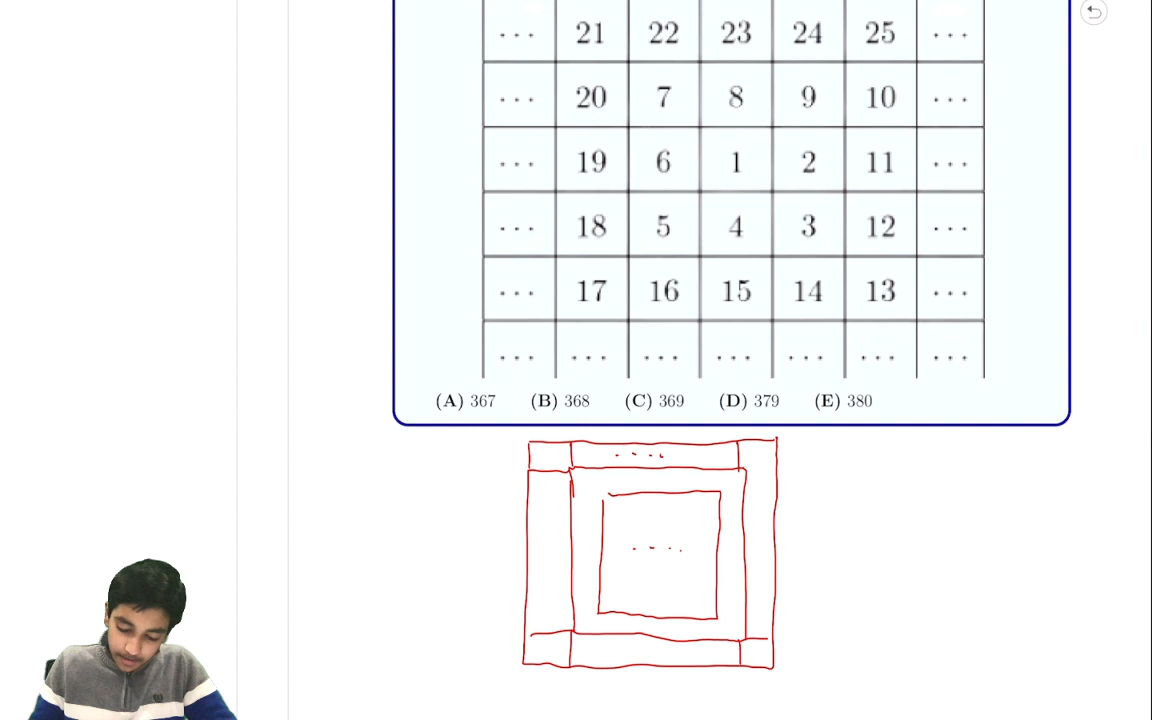 ... 21 22 23 24 25 ...
... 20 7 8 9 10 ...
... 19 6 1 2 11 ...
... 18 5 4 3 12 ...
... 17 16 15 14 13 ...
... ... ... ... ... ... ...
(A) 367 (B) 368 (C) 369 (D) 379 (E) 380
....
....